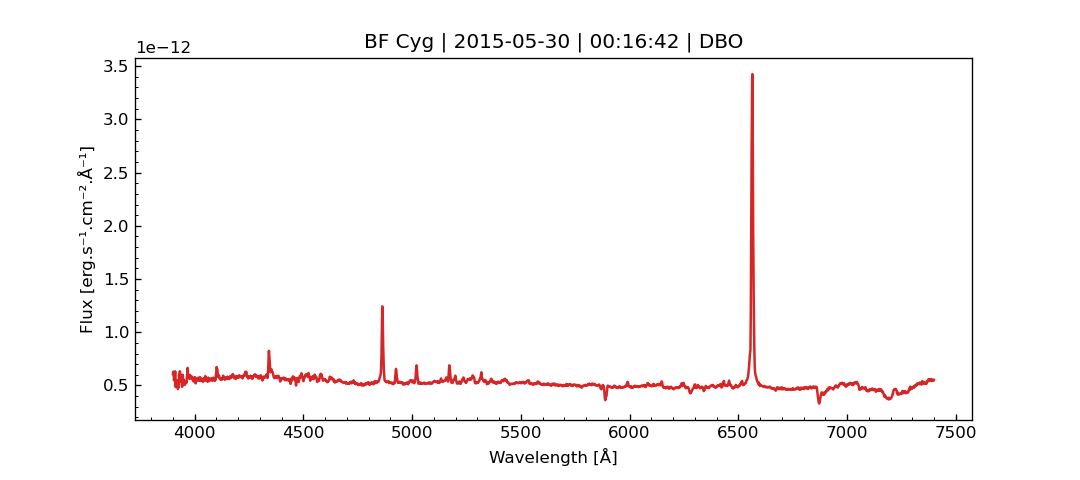 BF Cyg | 2015-05-30 | 00:16:42 | DBO
1e−12
3.5
3.0
2.5
2.0
1.5
1.0
0.5
Flux [erg.s⁻¹.cm⁻².Å⁻¹]
4000 4500 5000 5500 6000 6500 7000 7500
Wavelength [Å]